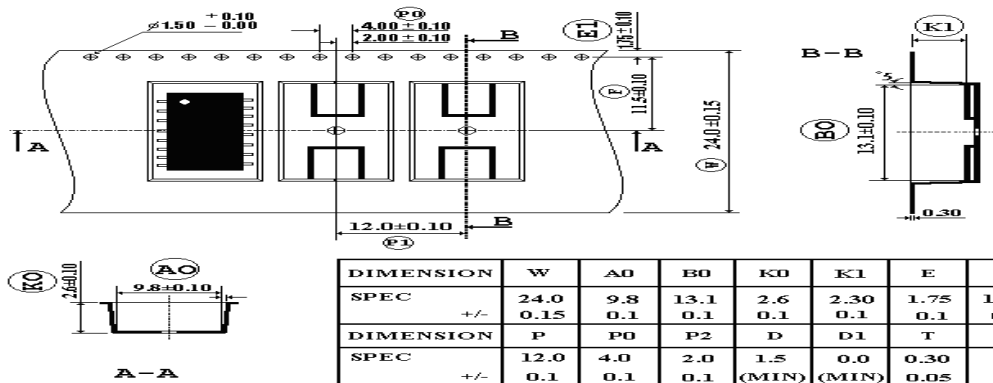 +0.10
ø1.50 -0.00
P0
4.00±0.10
2.00±0.10
B
E1
1.75±0.10
K1
B-B
F
11.5±0.10
W 24.0±0.15
A
A
B0
13.1±0.10
5°
0.30
12.0±0.10
B
P1
K0
2.6±0.10
A0
9.8±0.10
A-A
DIMENSION W A0 B0 K0 K1 E
SPEC 24.0 9.8 13.1 2.6 2.30 1.75
+/- 0.15 0.1 0.1 0.1 0.1 0.1
DIMENSION P P0 P2 D D1 T
SPEC 12.0 4.0 2.0 1.5 0.0 0.30
+/- 0.1 0.1 0.1 (MIN) (MIN) 0.05